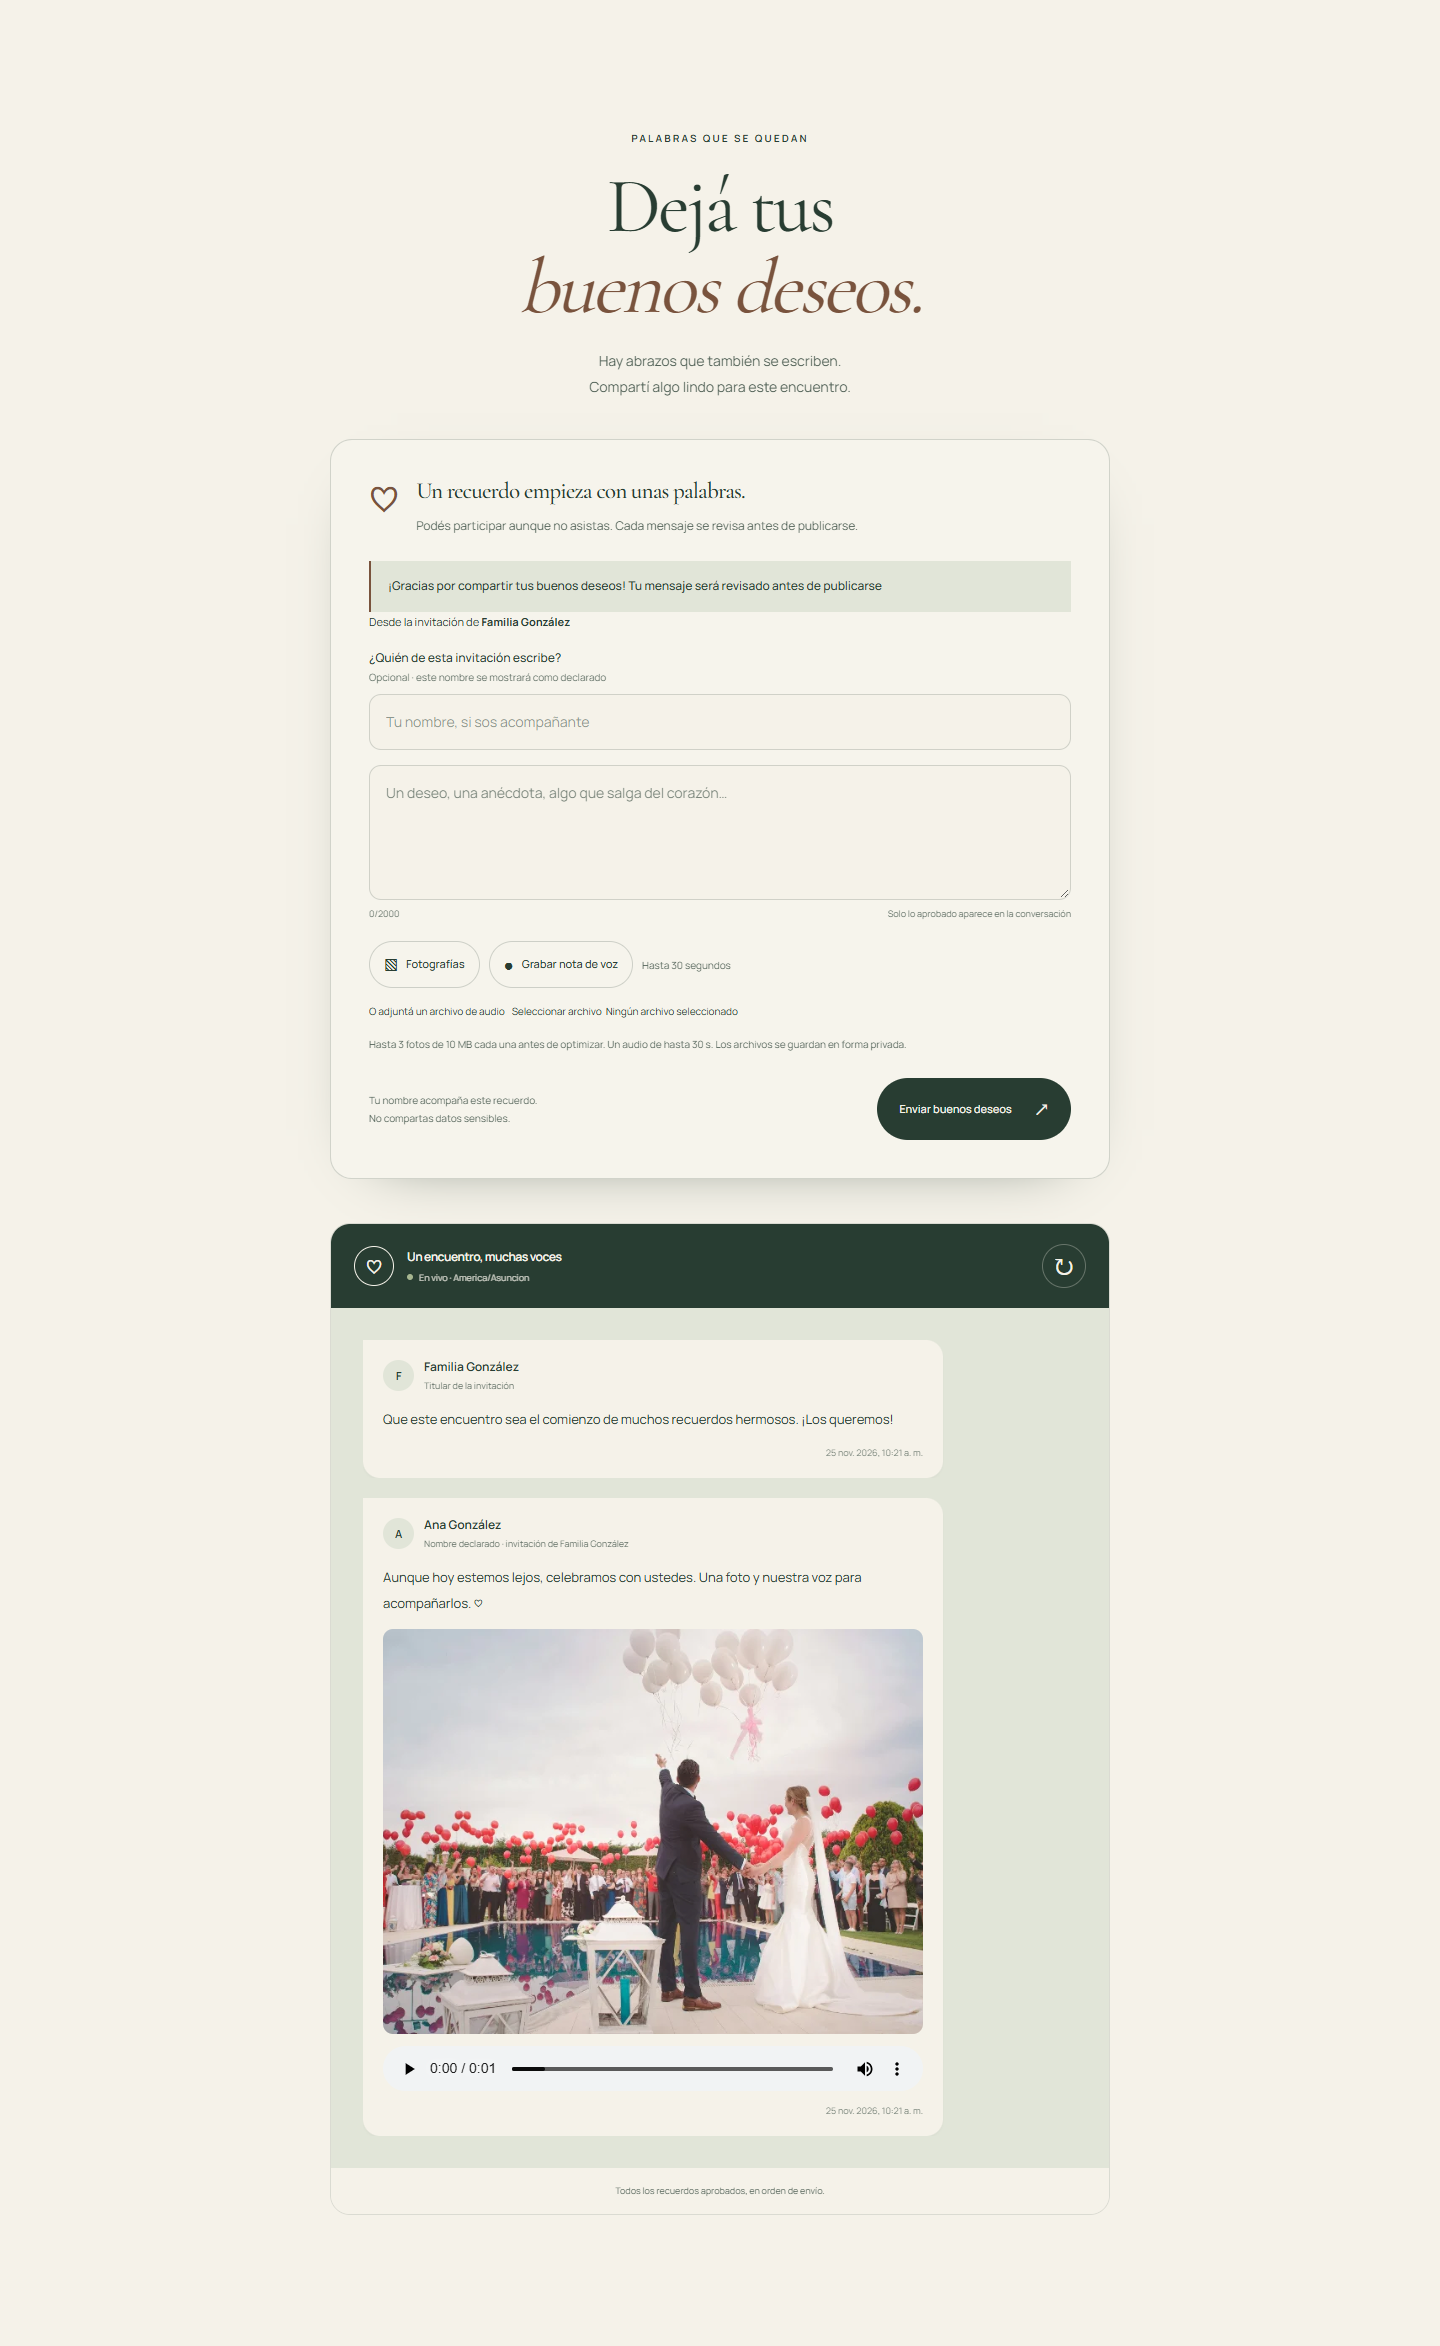 PALABRAS QUE SE QUEDAN
Dejá tus
buenos deseos.
Hay abrazos que también se escriben.
Compartí algo lindo para este encuentro.
Un recuerdo empieza con unas palabras.
Podés participar aunque no asistas. Cada mensaje se revisa antes de publicarse.
¡Gracias por compartir tus buenos deseos! Tu mensaje será revisado antes de publicarse
Desde la invitación de Familia González
¿Quién de esta invitación escribe?
Opcional · este nombre se mostrará como declarado
Tu nombre, si sos acompañante
Un deseo, una anécdota, algo que salga del corazón…
0/2000
Solo lo aprobado aparece en la conversación
Fotografías
Grabar nota de voz
Hasta 30 segundos
O adjuntá un archivo de audio Seleccionar archivo Ningún archivo seleccionado
Hasta 3 fotos de 10 MB cada una antes de optimizar. Un audio de hasta 30 s. Los archivos se guardan en forma privada.
Tu nombre acompaña este recuerdo.
No compartas datos sensibles.
Enviar buenos deseos ↗
Un encuentro, muchas voces
En vivo · America/Asuncion
F
Familia González
Titular de la invitación
Que este encuentro sea el comienzo de muchos recuerdos hermosos. ¡Los queremos!
25 nov. 2026, 10:21 a. m.
A
Ana González
Nombre declarado · invitación de Familia González
Aunque hoy estemos lejos, celebramos con ustedes. Una foto y nuestra voz para
acompañarlos. ♡
0:00 / 0:01
25 nov. 2026, 10:21 a. m.
Todos los recuerdos aprobados, en orden de envío.